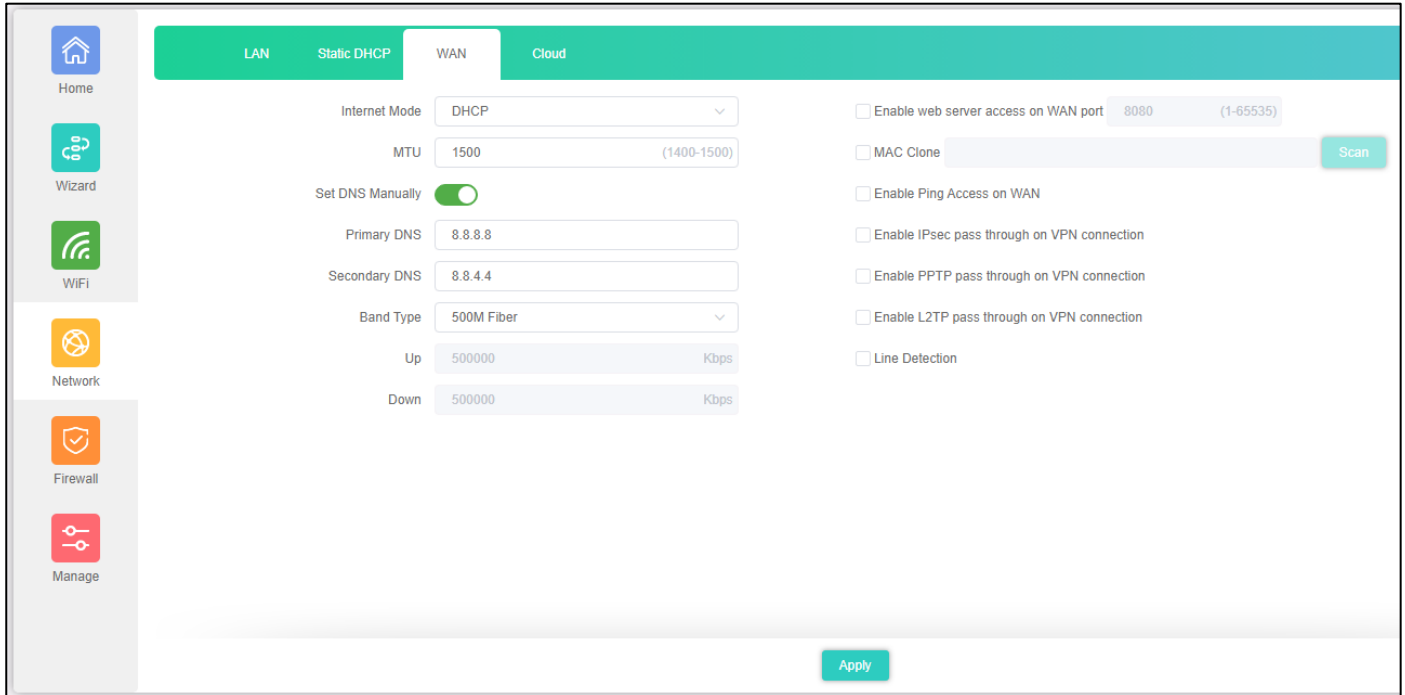 Home
Wizard
WiFi
Network
Firewall
Manage
LAN Static DHCP WAN Cloud
Internet Mode DHCP
MTU 1500 (1400-1500)
Set DNS Manually
Primary DNS 8.8.8.8
Secondary DNS 8.8.4.4
Band Type 500M Fiber
Up 500000 Kbps
Down 500000 Kbps
Enable web server access on WAN port 8080 (1-65535)
MAC Clone Scan
Enable Ping Access on WAN
Enable IPsec pass through on VPN connection
Enable PPTP pass through on VPN connection
Enable L2TP pass through on VPN connection
Line Detection
Apply